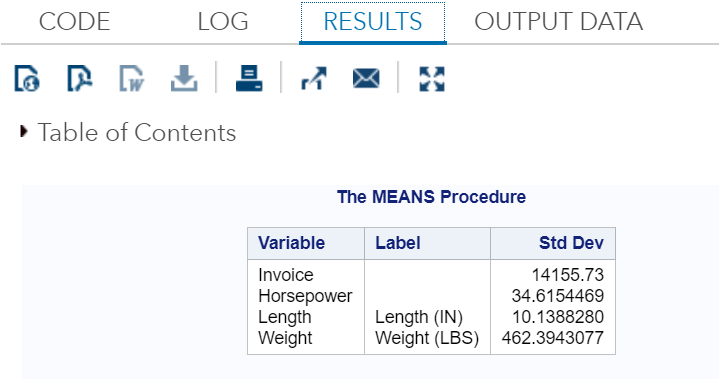 CODE LOG RESULTS OUTPUT DATA
Table of Contents
The MEANS Procedure
Variable Label Std Dev
Invoice 14155.73
Horsepower 34.6154469
Length Length (IN) 10.1388280
Weight Weight (LBS) 462.3943077